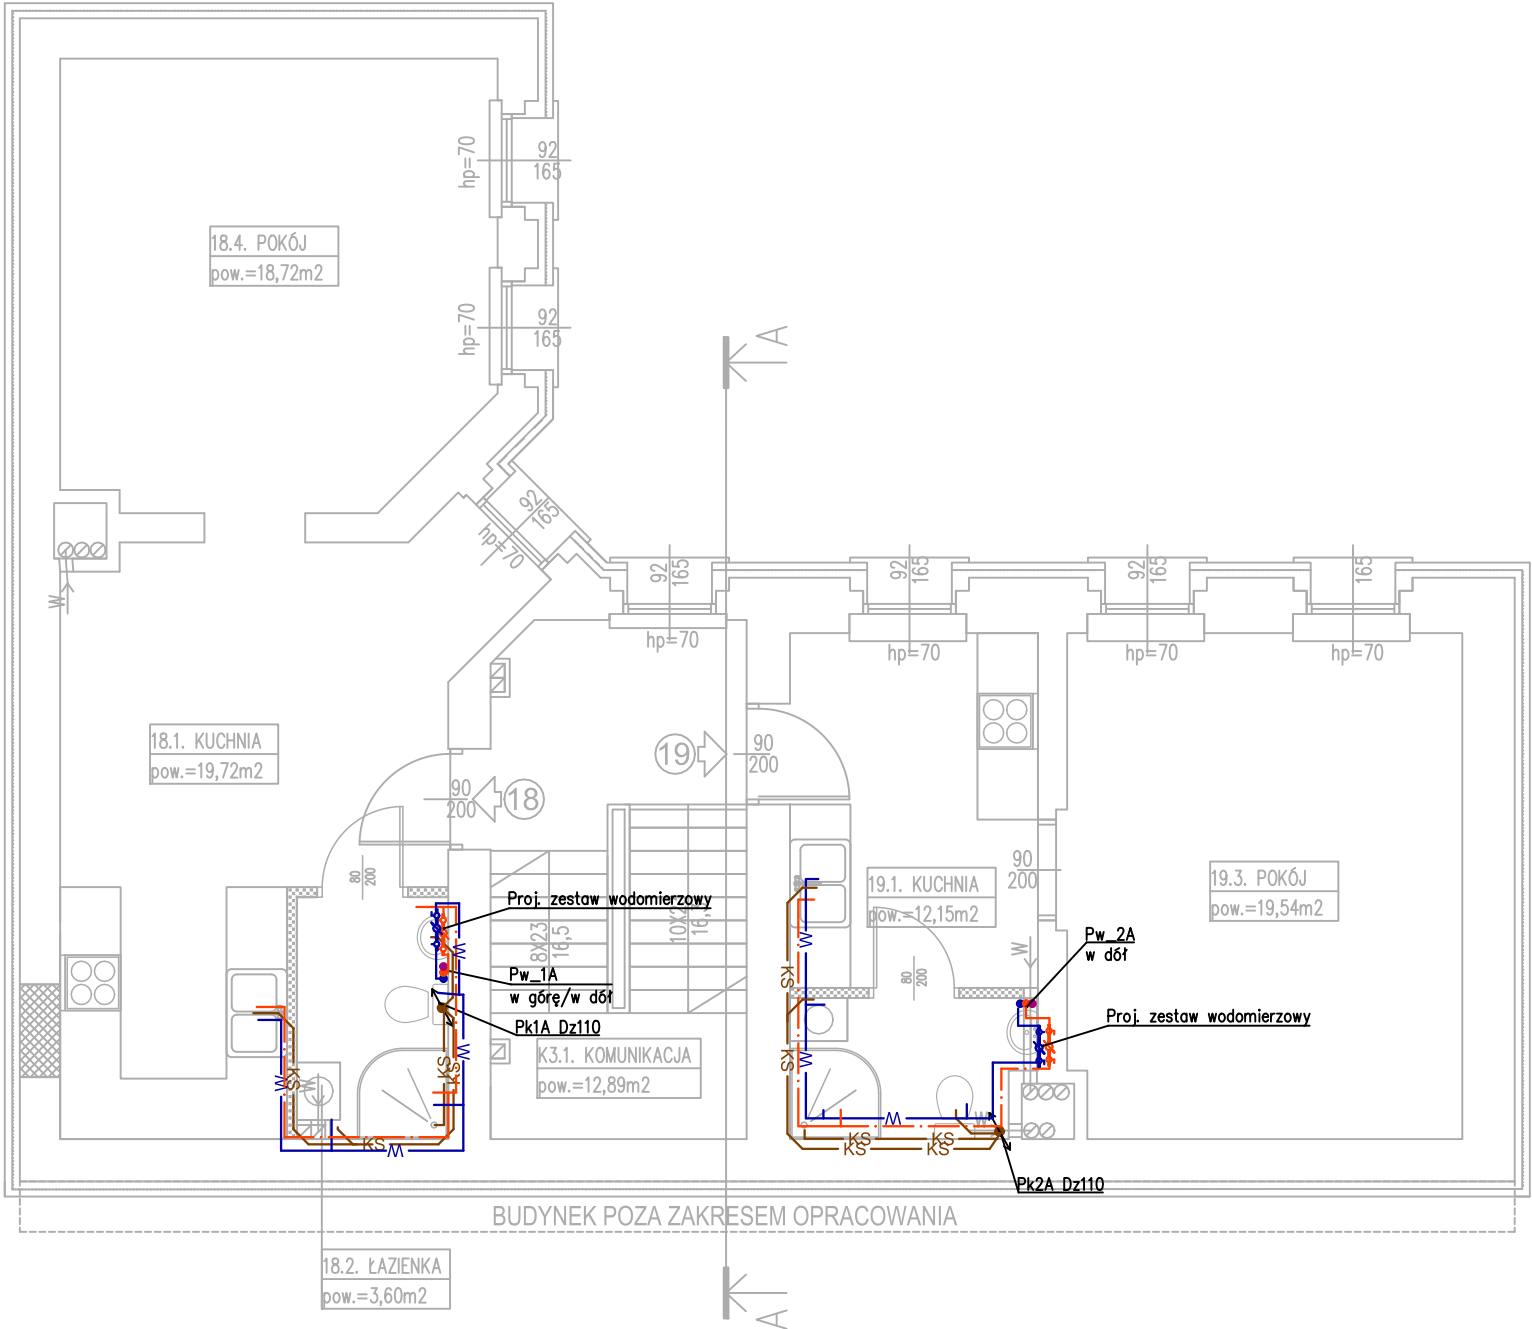 hp=70
92
165
18.4. POKÓJ
pow.=18,72m2
hp=70
92
165
A
92
165
hp=70
92
165
92
165
92
165
165
W
hp=70
hp=70
hp=70
hp=70
18.1. KUCHNIA
pow.=19,72m2
19
90
200
90
200
18
80
200
Proj. zestaw wodomierzowy
8X23
16,5
10X2
16,
19.1. KUCHNIA
pow.=12,15m2
90
200
19.3. POKÓJ
pow.=19,54m2
W
W
W
Pw_2A
w dół
Pw_1A
w górę/w dół
KS
80
200
Pk1A Dz110
Proj. zestaw wodomierzowy
K3.1. KOMUNIKACJA
pow.=12,89m2
W
KS
KS
W
W
KS
W
KS
W
KS
W
W
KS
KS
KS
KS
Pk2A Dz110
BUDYNEK POZA ZAKRESEM OPRACOWANIA
18.2. ŁAZIENKA
pow.=3,60m2
A